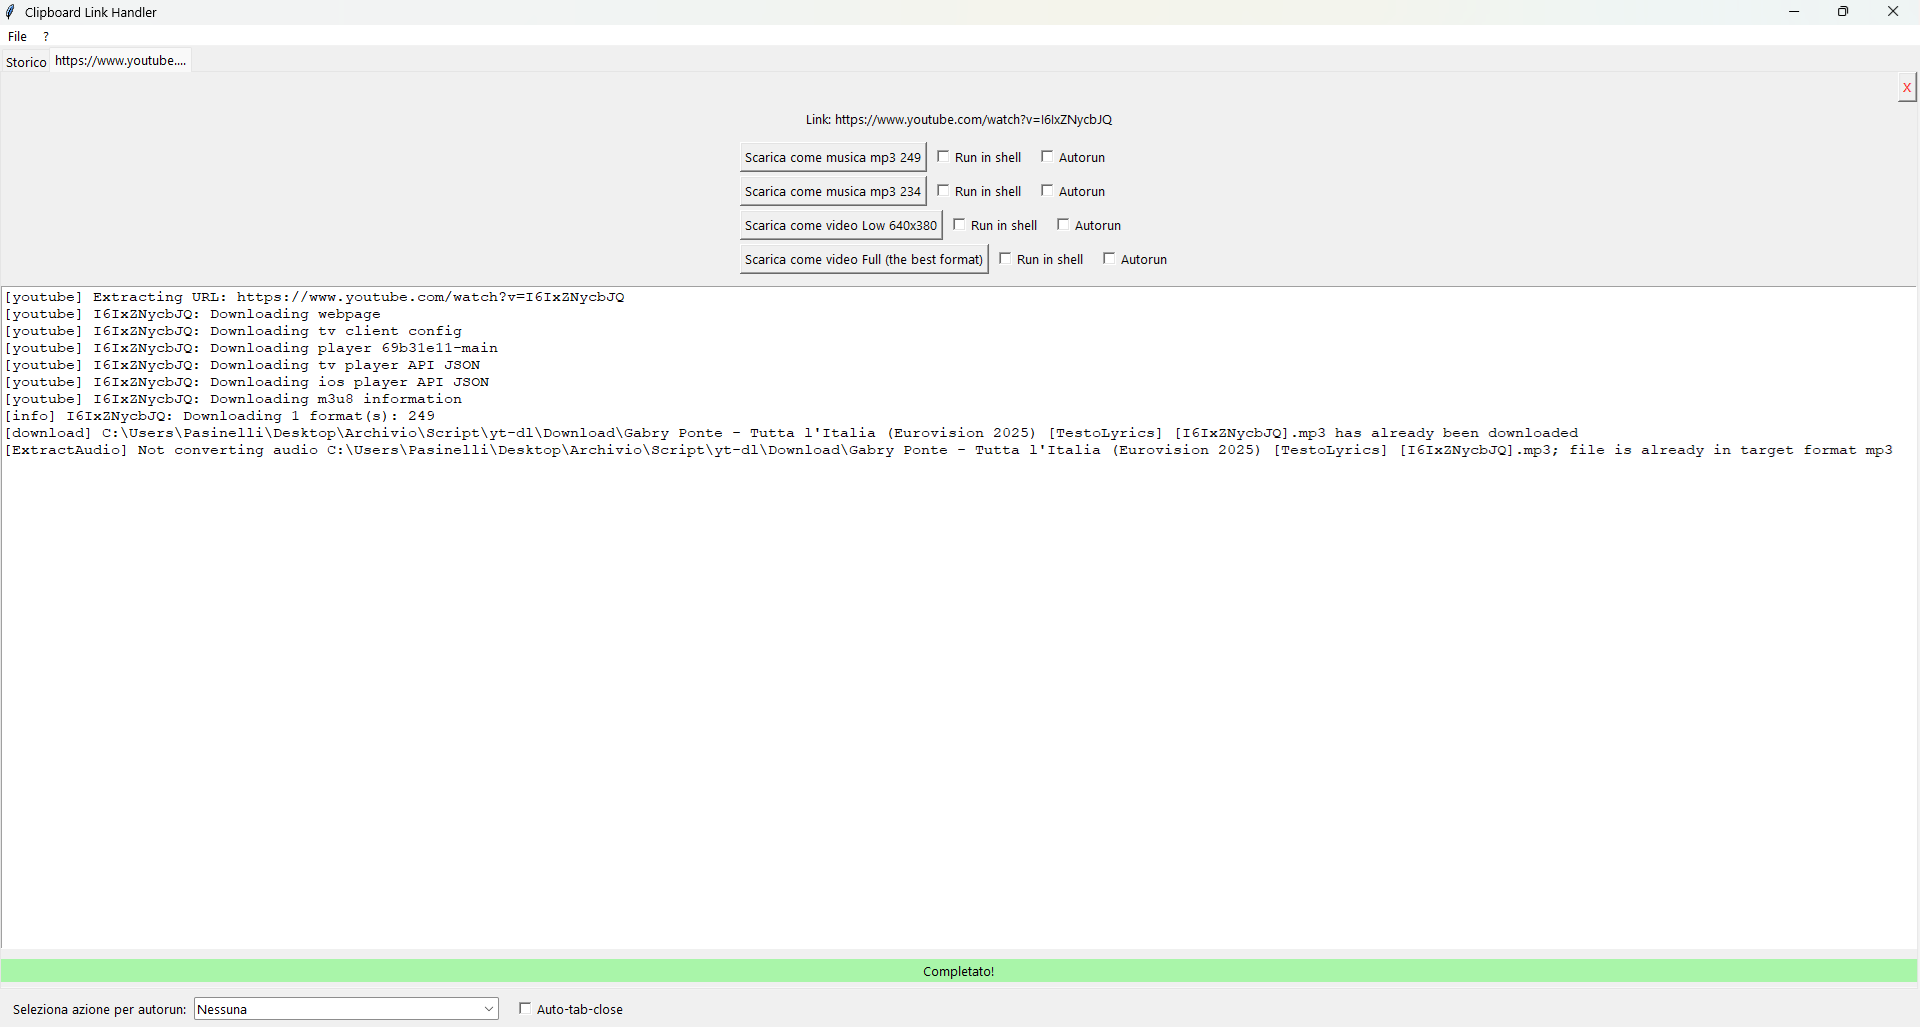 Clipboard Link Handler
File ?
Storico https://www.youtube....
X
Link: https://www.youtube.com/watch?v=I6IxZNycbJQ
Scarica come musica mp3 249 Run in shell Autorun
Scarica come musica mp3 234 Run in shell Autorun
Scarica come video Low 640x380 Run in shell Autorun
Scarica come video Full (the best format) Run in shell Autorun
[youtube] Extracting URL: https://www.youtube.com/watch?v=I6IxZNycbJQ
[youtube] I6IxZNycbJQ: Downloading webpage
[youtube] I6IxZNycbJQ: Downloading tv client config
[youtube] I6IxZNycbJQ: Downloading player 69b31e11-main
[youtube] I6IxZNycbJQ: Downloading tv player API JSON
[youtube] I6IxZNycbJQ: Downloading ios player API JSON
[youtube] I6IxZNycbJQ: Downloading m3u8 information
[info] I6IxZNycbJQ: Downloading 1 format(s): 249
[download] C:\Users\Pasinelli\Desktop\Archivio\Script\yt-dl\Download\Gabry Ponte - Tutta l'Italia (Eurovision 2025) [TestoLyrics] [I6IxZNycbJQ].mp3 has already been downloaded
[ExtractAudio] Not converting audio C:\Users\Pasinelli\Desktop\Archivio\Script\yt-dl\Download\Gabry Ponte - Tutta l'Italia (Eurovision 2025) [TestoLyrics] [I6IxZNycbJQ].mp3; file is already in target format mp3
Completato!
Seleziona azione per autorun: Nessuna Auto-tab-close